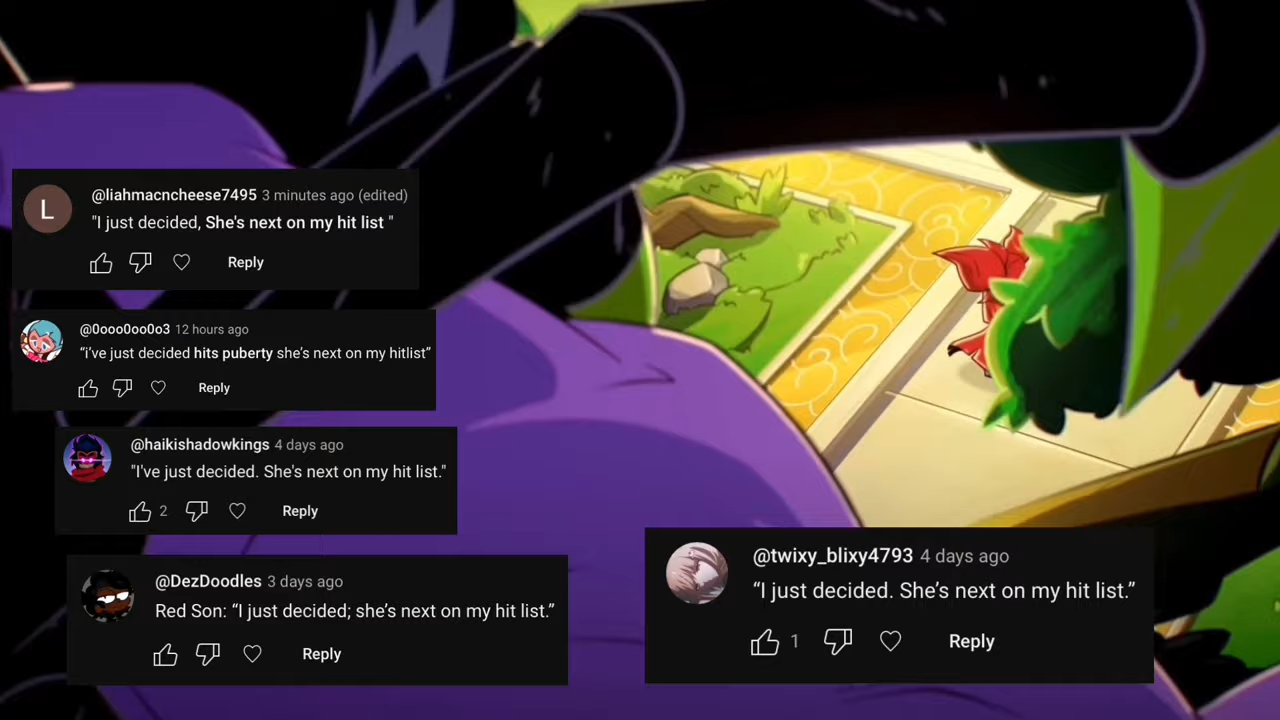 L
@liahmacncheese7495 3 minutes ago (edited)
"I just decided, She's next on my hit list "
Reply
@0ooo0oo0o3 12 hours ago
“i’ve just decided hits puberty she’s next on my hitlist”
Reply
@haikishadowkings 4 days ago
"I've just decided. She's next on my hit list."
2 Reply
@DezDoodles 3 days ago
Red Son: “I just decided; she’s next on my hit list.”
Reply
@twixy_blixy4793 4 days ago
“I just decided. She’s next on my hit list.”
1 Reply